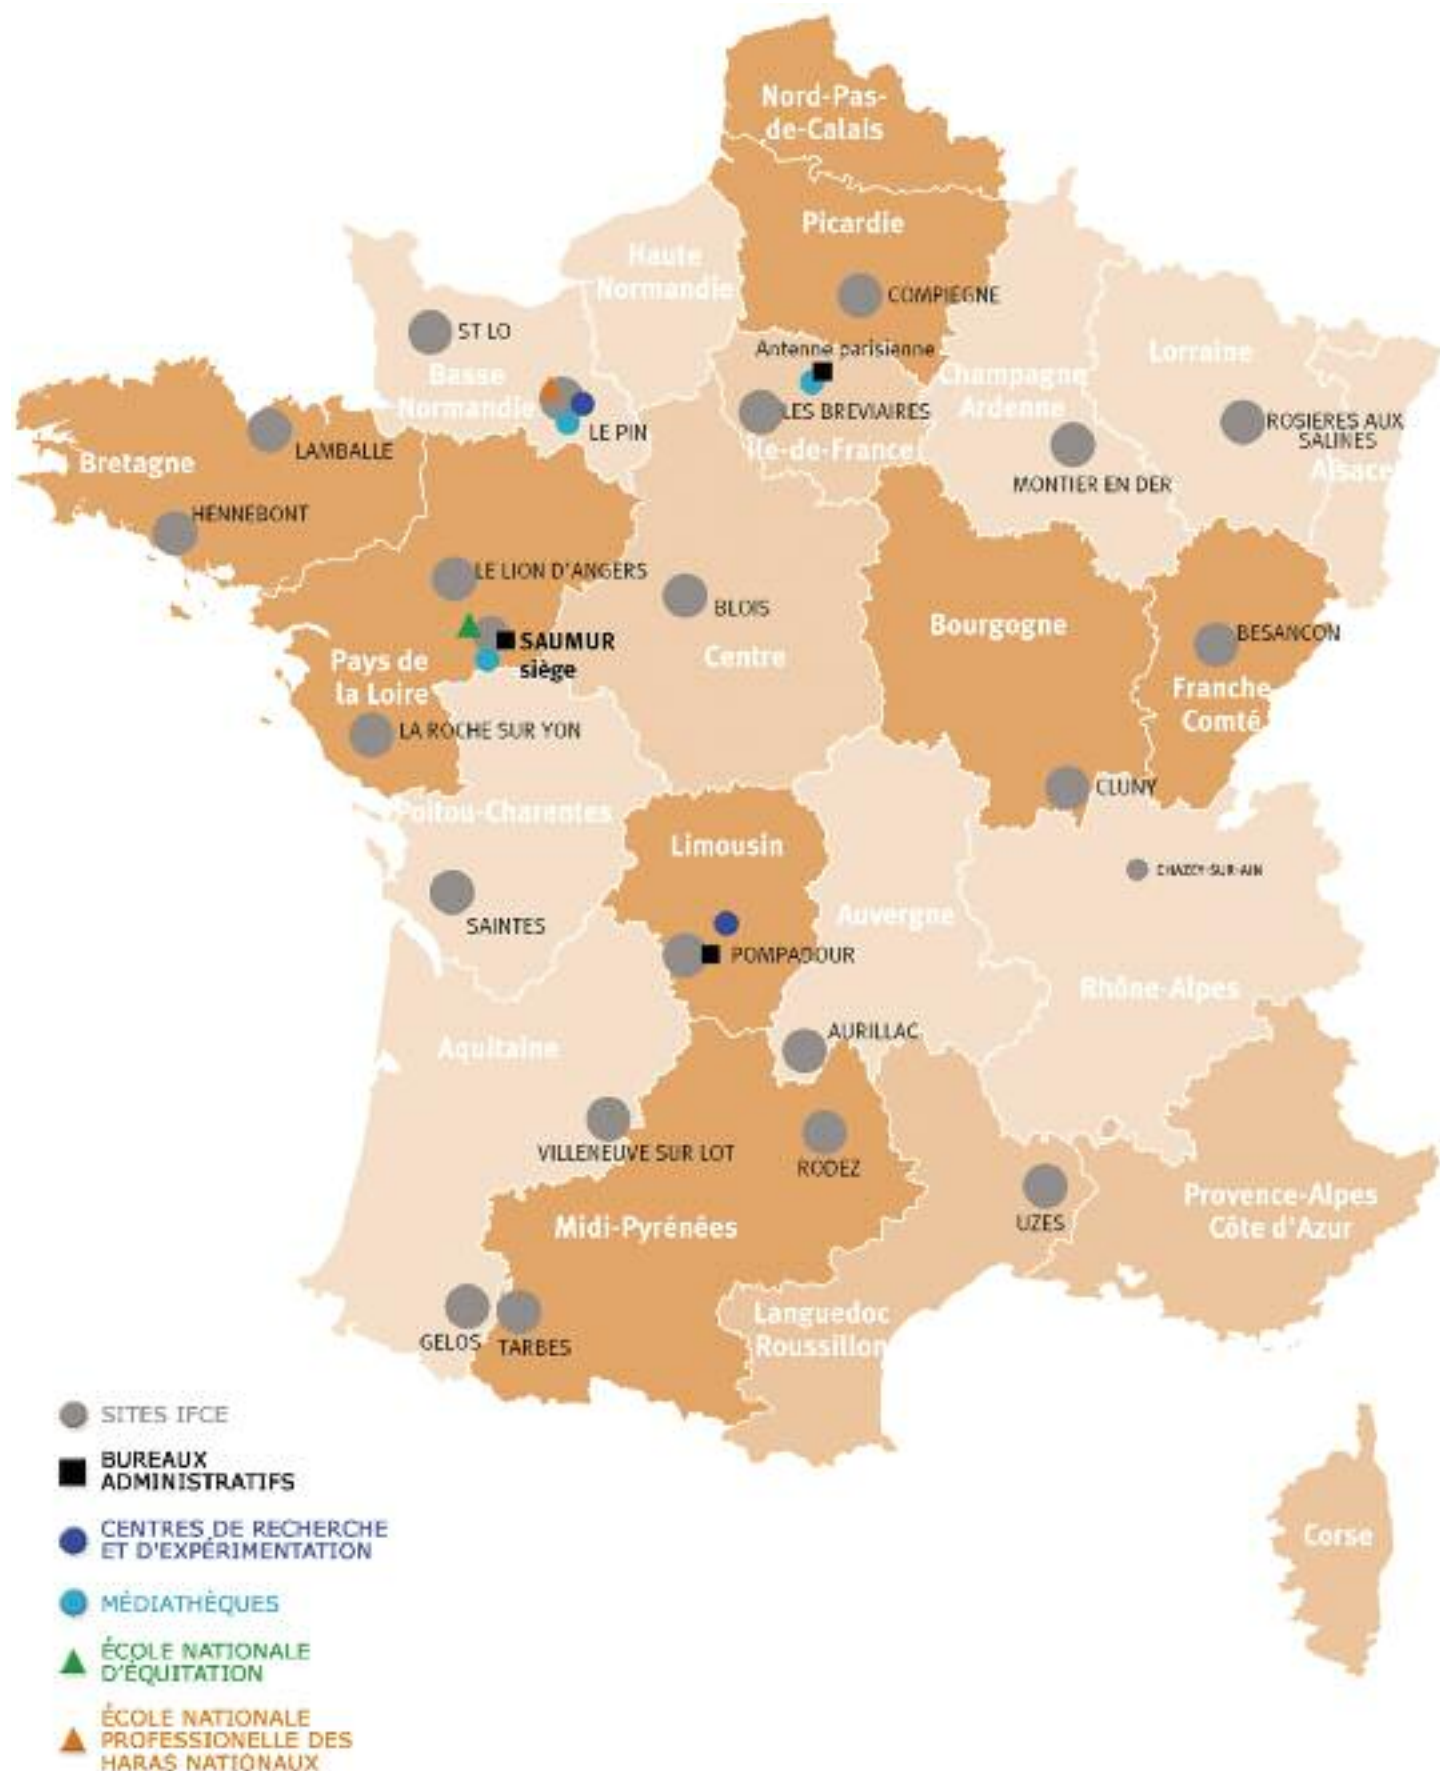 Nord-Pas-
de-Calais
Picardie
Haute
Normandie
COMPIEGNE
ST LO
Antenne parisienne
Lorraine
Basse
Normandie
Champagne
Ardenne
LES BREVIAIRES
LE PIN
ROSIERES AUX
SALINES
LAMBALLE
Île-de-France
Bretagne
Alsace
MONTIER EN DER
HENNEBONT
LE LION D'ANGERS
BLOIS
Bourgogne
BESANCON
SAUMUR
siège
Centre
Pays de
la Loire
Franche
Comté
LA ROCHE SUR YON
CLUNY
Poitou-Charentes
Limousin
CHAZEY-SUR-AIN
Auvergne
SAINTES
POMPADOUR
Rhône-Alpes
AURILLAC
Aquitaine
VILLENEUVE SUR LOT
RODEZ
Provence-Alpes
Côte d'Azur
UZES
Midi-Pyrénées
Languedoc
Roussillon
GELOS
TARBES
SITES IFCE
BUREAUX
ADMINISTRATIFS
CENTRES DE RECHERCHE
ET D'EXPÉRIMENTATION
Corse
MÉDIATHÈQUES
ÉCOLE NATIONALE
D'ÉQUITATION
ÉCOLE NATIONALE
PROFESSIONELLE DES
HARAS NATIONAUX